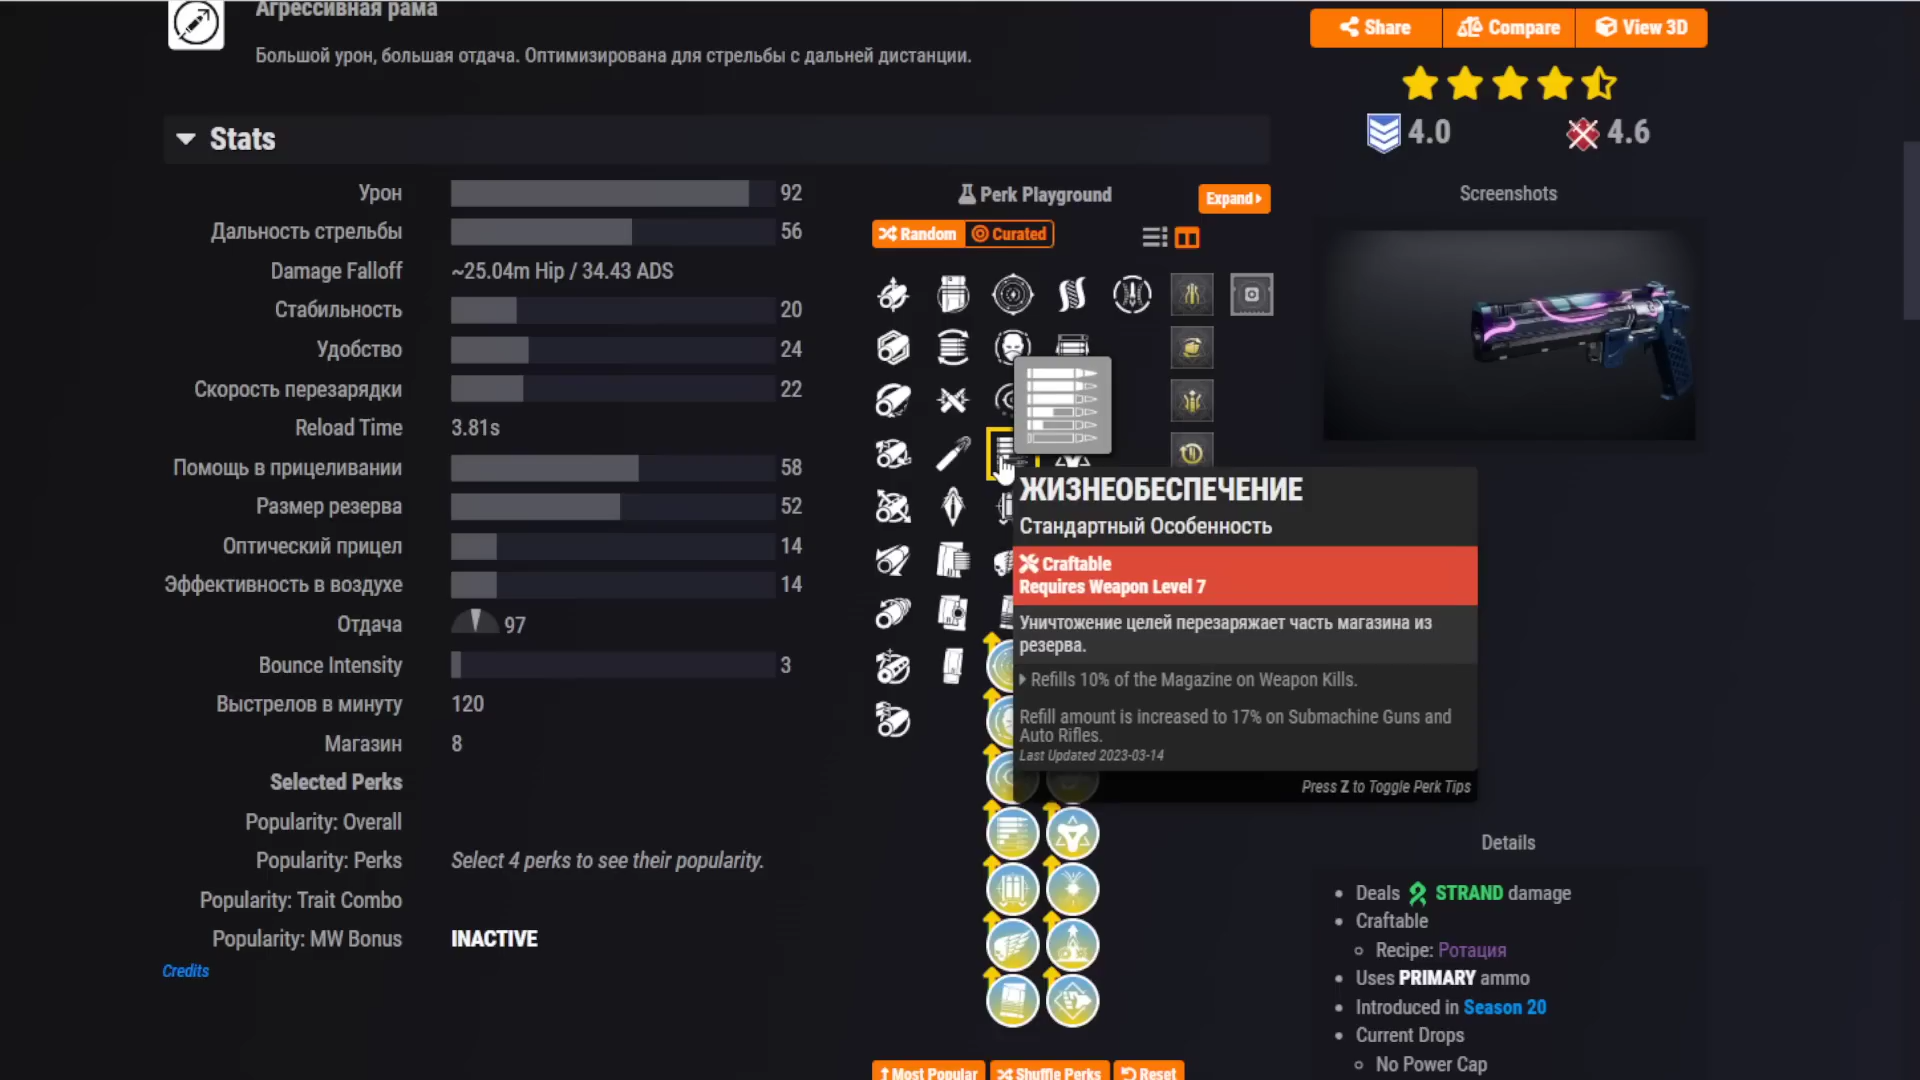 Агрессивная рама
Большой урон, большая отдача. Оптимизирована для стрельбы с дальней дистанции.
Share
Compare
View 3D
4.0
4.6
Stats
Урон 92
Дальность стрельбы 56
Damage Falloff ~25.04m Hip / 34.43 ADS
Стабильность 20
Удобство 24
Скорость перезарядки 22
Reload Time 3.81s
Помощь в прицеливании 58
Размер резерва 52
Оптический прицел 14
Эффективность в воздухе 14
Отдача 97
Bounce Intensity 3
Выстрелов в минуту 120
Магазин 8
Selected Perks
Popularity: Overall
Popularity: Perks Select 4 perks to see their popularity.
Popularity: Trait Combo
Popularity: MW Bonus INACTIVE
Credits
Perk Playground
Expand
Random
Curated
ЖИЗНЕОБЕСПЕЧЕНИЕ
Стандартный Особенность
Craftable
Requires Weapon Level 7
Уничтожение целей перезаряжает часть магазина из
резерва.
Refills 10% of the Magazine on Weapon Kills.
Refill amount is increased to 17% on Submachine Guns and
Auto Rifles.
Last Updated 2023-03-14
Press Z to Toggle Perk Tips
Most Popular
Shuffle Perks
Reset
Screenshots
Details
Deals STRAND damage
Craftable
Recipe: Ротация
Uses PRIMARY ammo
Introduced in Season 20
Current Drops
No Power Cap